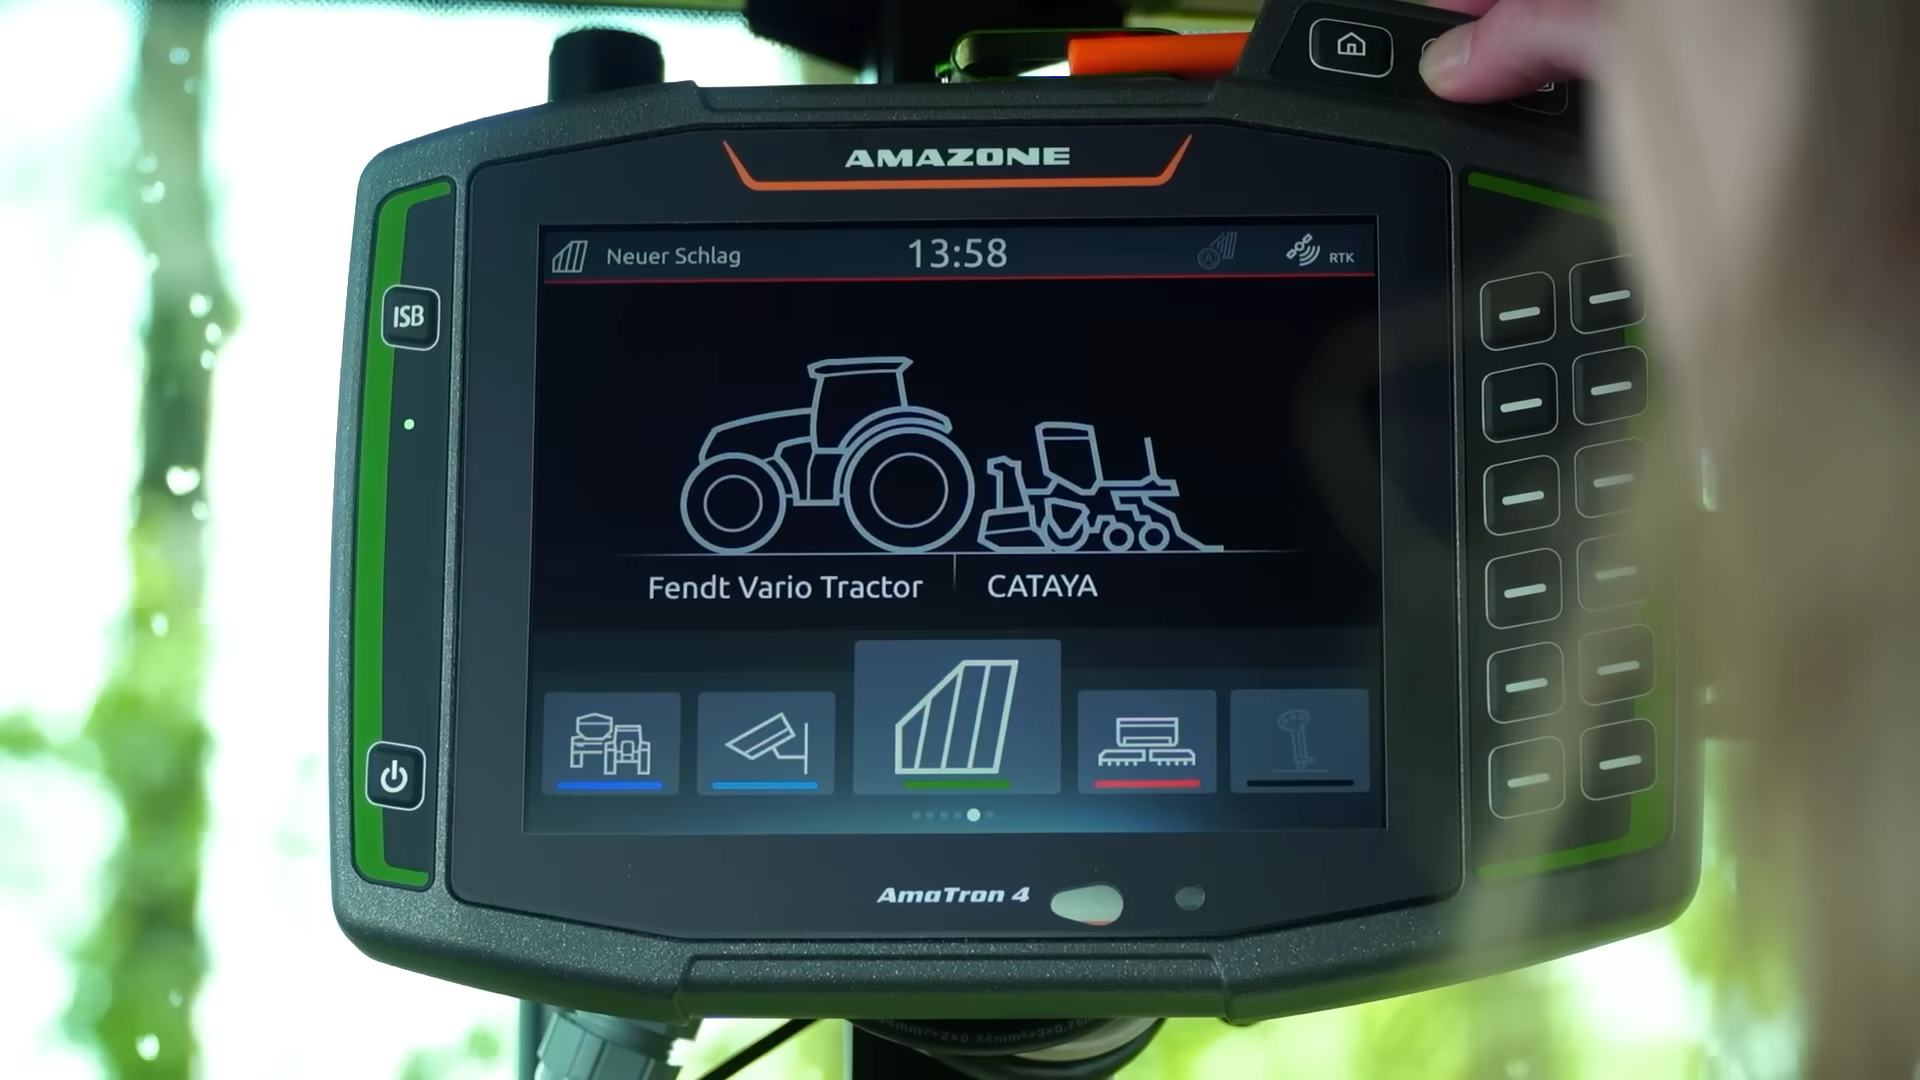 AMAZONE
Neuer Schlag
13:58
RTK
ISB
Fendt Vario Tractor
CATAYA
AmaTron 4